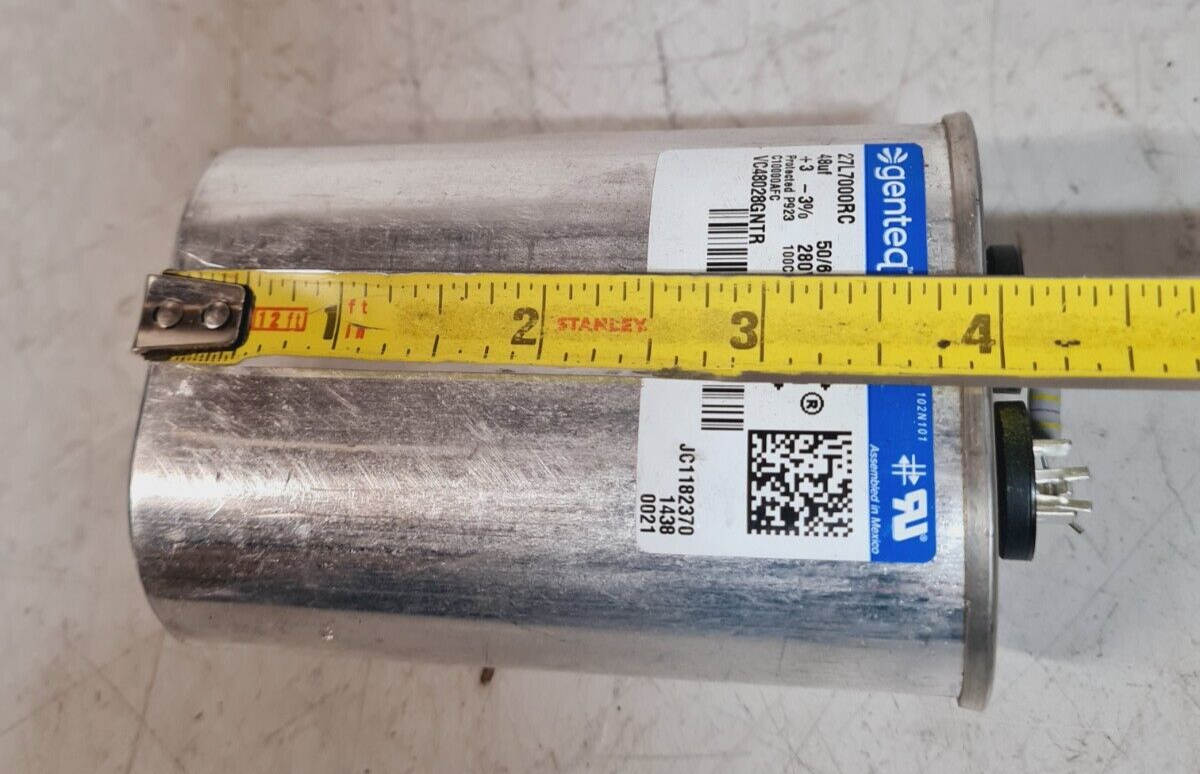 genteq
27L7000RC
48uf 50/6
+3 -3% 280
Protected P923 100C
C10000AFC
VC48028GNTR
102N101
Assembled in Mexico
JC1182370
1438
0021
®
12 ft
1 ft
in
2
STANLEY
3
4